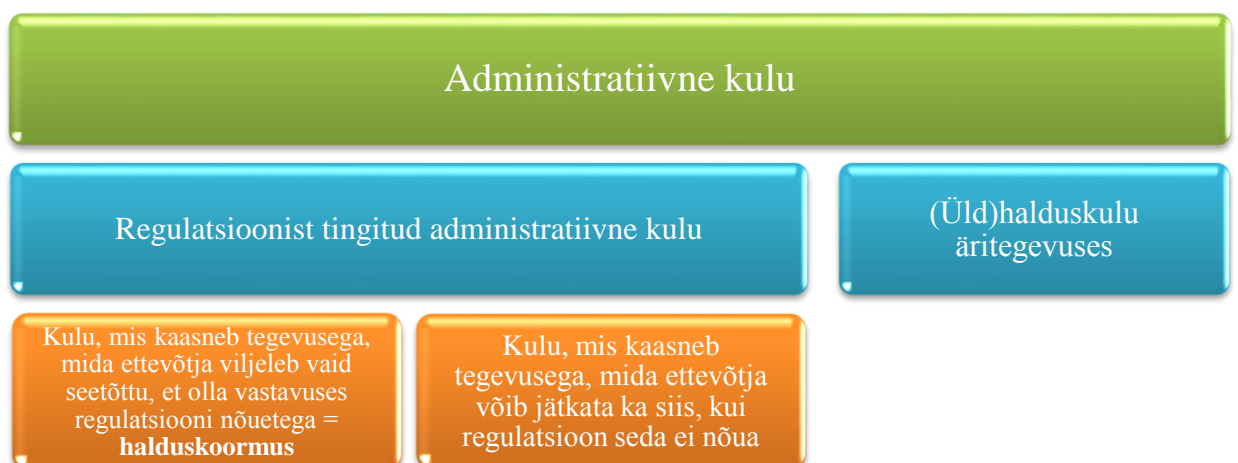 Administratiivne kulu
Regulatsioonist tingitud administratiivne kulu
(Üld)halduskulu
äritegevuses
Kulu, mis kaasneb tegevusega,
mida ettevõtja viljeleb vaid
seetõttu, et olla vastavuses
regulatsiooni nõuetega =
halduskoormus
Kulu, mis kaasneb
tegevusega, mida ettevõtja
võib jätkata ka siis, kui
regulatsioon seda ei nõua